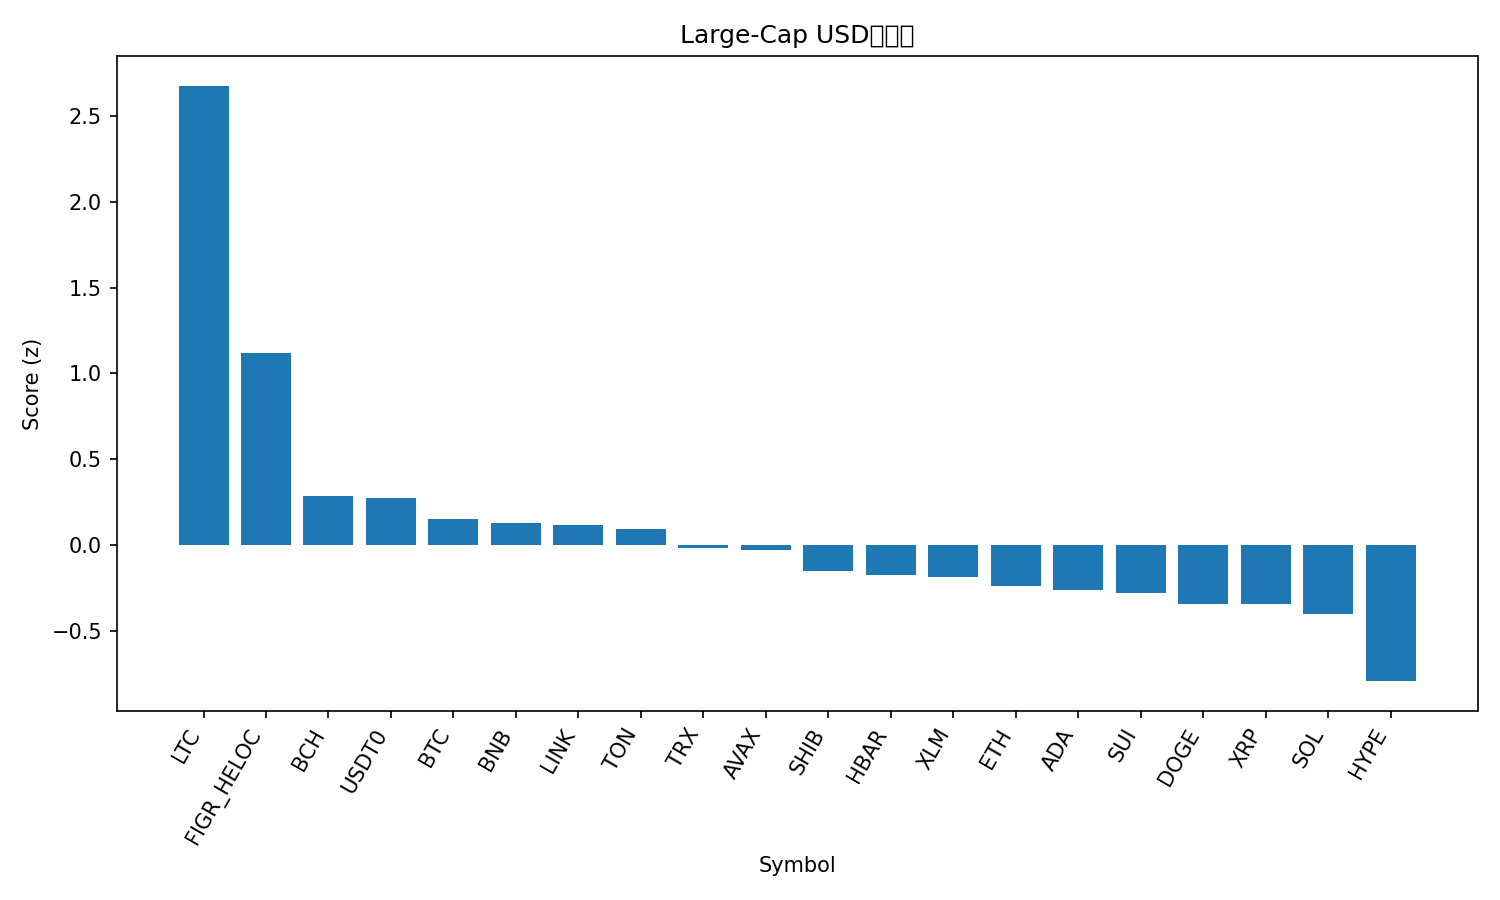 Large-Cap USD
2.5
2.0
1.5
1.0
0.5
0.0
−0.5
Score (z)
LTC
FIGR_HELOC
BCH
USDT0
BTC
BNB
LINK
TON
TRX
AVAX
SHIB
HBAR
XLM
ETH
ADA
SUI
DOGE
XRP
SOL
HYPE
Symbol